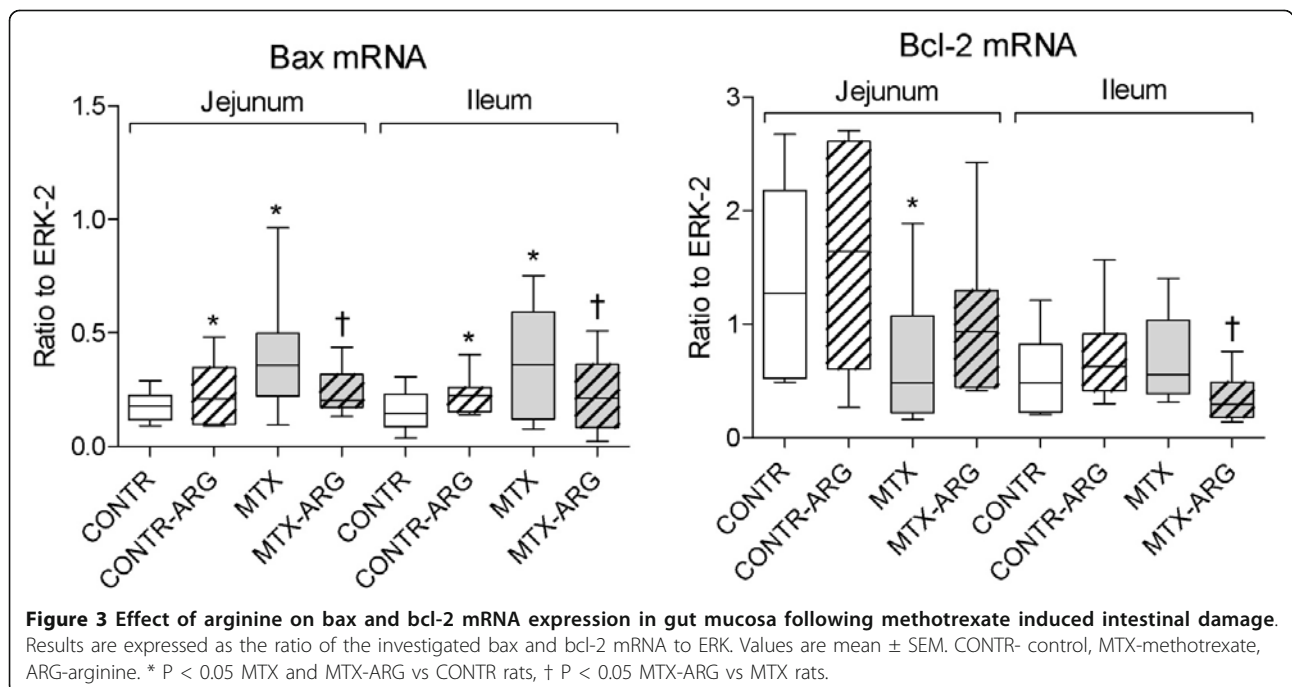 Bax mRNA
Jejunum
Ileum
Ratio to ERK-2
1.5
1.0
0.5
0.0
*
*
†
*
*
†
CONTR
CONTR-ARG
MTX
MTX-ARG
CONTR
CONTR-ARG
MTX
MTX-ARG
Bcl-2 mRNA
Jejunum
Ileum
Ratio to ERK-2
3
2
1
0
*
†
CONTR
CONTR-ARG
MTX
MTX-ARG
CONTR
CONTR-ARG
MTX
MTX-ARG
Figure 3 Effect of arginine on bax and bcl-2 mRNA expression in gut mucosa following methotrexate induced intestinal damage.
Results are expressed as the ratio of the investigated bax and bcl-2 mRNA to ERK. Values are mean ± SEM. CONTR- control, MTX-methotrexate,
ARG-arginine. * P < 0.05 MTX and MTX-ARG vs CONTR rats, † P < 0.05 MTX-ARG vs MTX rats.